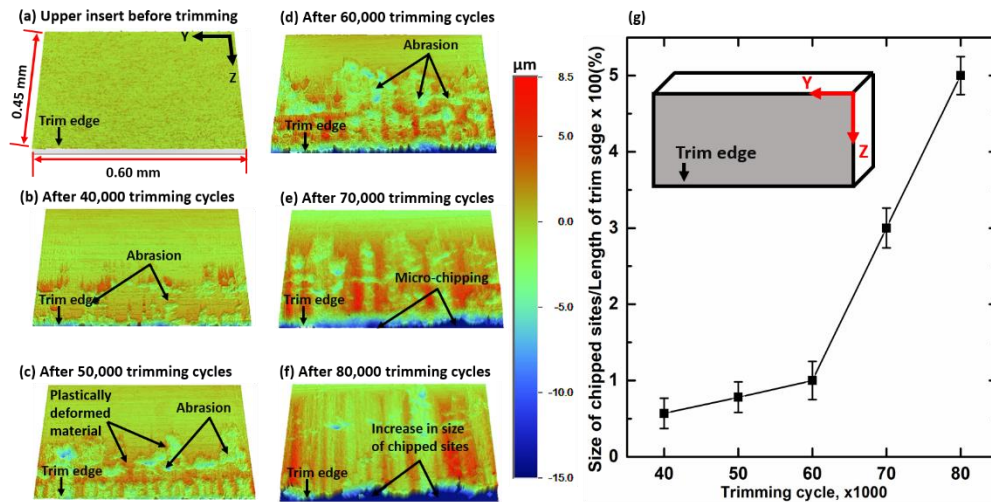 (a) Upper insert before trimming
Y
Z
0.45 mm
Trim edge
0.60 mm
(b) After 40,000 trimming cycles
Abrasion
Trim edge
(c) After 50,000 trimming cycles
Plastically
deformed
material
Abrasion
Trim edge
(d) After 60,000 trimming cycles
Abrasion
Trim edge
(e) After 70,000 trimming cycles
Micro-chipping
Trim edge
(f) After 80,000 trimming cycles
Increase in size
of chipped sites
Trim edge
μm
8.5
5.0
0.0
-5.0
-10.0
-15.0
(g)
Size of chipped sites/Length of trim sdge x 100(%)
5
4
3
2
1
0
Y
Z
Trim edge
40
50
60
70
80
Trimming cycle, x1000